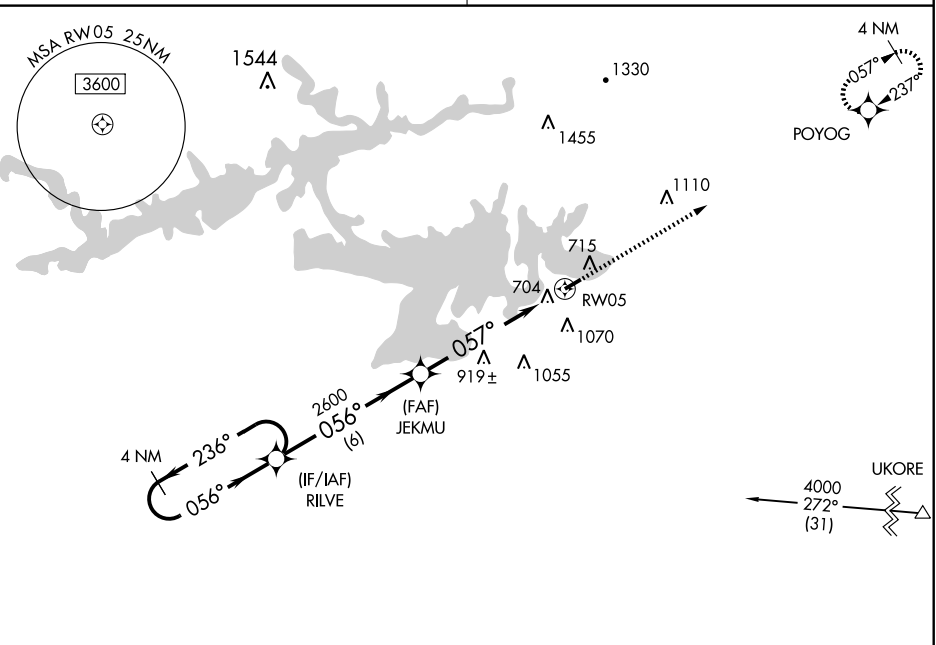 MSA RW05 25NM
3600
1544
1330
1455
4 NM
057°
237°
POYOG
1110
715
704
RW05
1070
057°
919±
1055
(FAF)
JEKMU
2600
056°
(6)
4 NM
236°
056°
(IF/IAF)
RILVE
UKORE
4000
272°
(31)